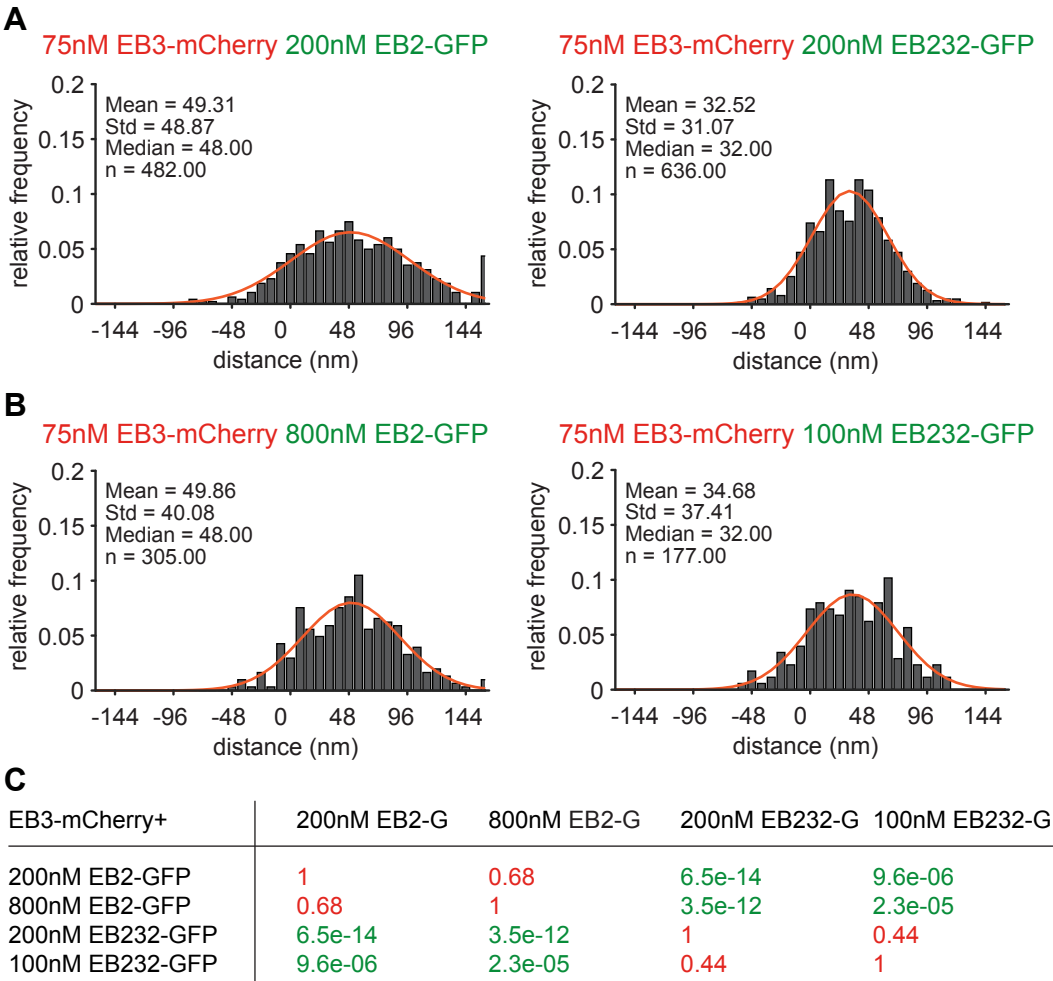 A
75nM EB3-mCherry 200nM EB2-GFP
relative frequency
0.2
0.15
0.1
0.05
0
Mean = 49.31
Std = 48.87
Median = 48.00
n = 482.00
-144 -96 -48 0 48 96 144
distance (nm)
75nM EB3-mCherry 200nM EB232-GFP
relative frequency
0.2
0.15
0.1
0.05
0
Mean = 32.52
Std = 31.07
Median = 32.00
n = 636.00
-144 -96 -48 0 48 96 144
distance (nm)
B
75nM EB3-mCherry 800nM EB2-GFP
relative frequency
0.2
0.15
0.1
0.05
0
Mean = 49.86
Std = 40.08
Median = 48.00
n = 305.00
-144 -96 -48 0 48 96 144
distance (nm)
75nM EB3-mCherry 100nM EB232-GFP
relative frequency
0.2
0.15
0.1
0.05
0
Mean = 34.68
Std = 37.41
Median = 32.00
n = 177.00
-144 -96 -48 0 48 96 144
distance (nm)
C
EB3-mCherry+ 200nM EB2-G 800nM EB2-G 200nM EB232-G 100nM EB232-G
200nM EB2-GFP 1 0.68 6.5e-14 9.6e-06
800nM EB2-GFP 0.68 1 3.5e-12 2.3e-05
200nM EB232-GFP 6.5e-14 3.5e-12 1 0.44
100nM EB232-GFP 9.6e-06 2.3e-05 0.44 1